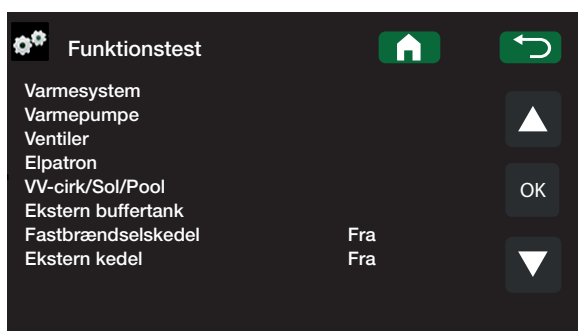 Funktionstest
Varmesystem
Varmepumpe
Ventiler
Elpatron
VV-cirk/Sol/Pool
OK
Ekstern buffertank
Fastbrændselskedel Fra
Ekstern kedel Fra